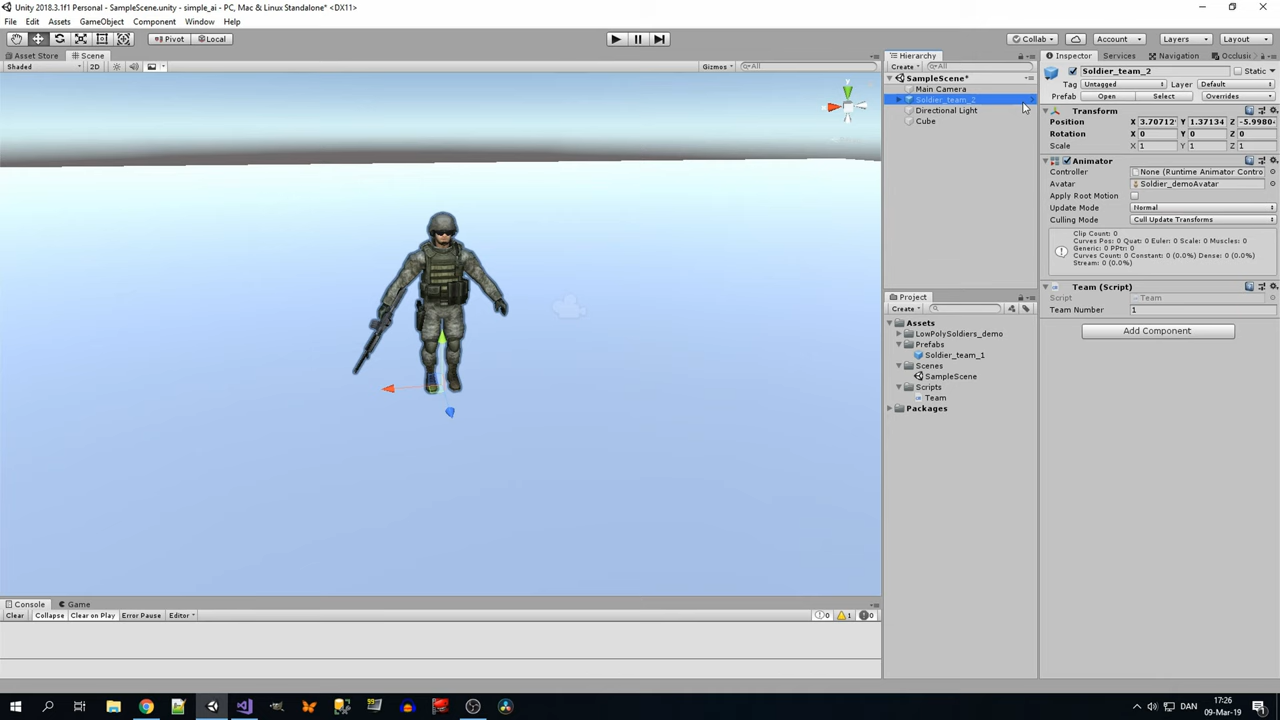 Unity 2018.3.1f1 Personal - SampleScene.unity - simple_ai - PC, Mac & Linux Standalone* <DX11>
File Edit Assets GameObject Component Window Help
Pivot Local Collab Account Layers Layout
Asset Store Scene
Shaded 2D Gizmos All
y
Hierarchy
Create All
SampleScene*
Main Camera
Soldier_team_2
Directional Light
Cube
Project
Create
Assets
LowPolySoldiers_demo
Prefabs
Soldier_team_1
Scenes
SampleScene
Scripts
Team
Packages
Inspector Services Navigation Occlusi
Soldier_team_2 Static
Tag Untagged Layer Default
Prefab Open Select Overrides
Transform
Position X 3.70712 Y 1.37134 Z -5.9980
Rotation X 0 Y 0 Z 0
Scale X 1 Y 1 Z 1
Animator
Controller None (Runtime Animator Contro
Avatar Soldier_demoAvatar
Apply Root Motion
Update Mode Normal
Culling Mode Cull Update Transforms
Clip Count: 0
Curves Pos: 0 Quat: 0 Euler: 0 Scale: 0 Muscles: 0
Generic: 0 PPtr: 0
Curves Count: 0 Constant: 0 (0.0%) Dense: 0 (0.0%)
Stream: 0 (0.0%)
Team (Script)
Script Team
Team Number 1
Add Component
Console Game
Clear Collapse Clear on Play Error Pause Editor 0 1 0
DAN 17:26
09-Mar-19